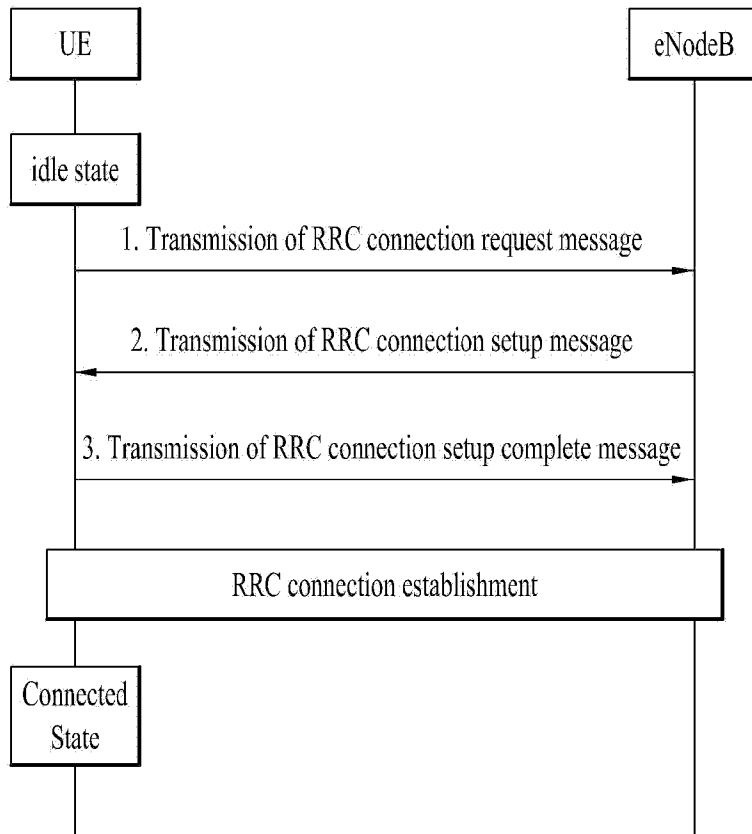 UE
eNodeB
idle state
1. Transmission of RRC connection request message
2. Transmission of RRC connection setup message
3. Transmission of RRC connection setup complete message
RRC connection establishment
Connected
State